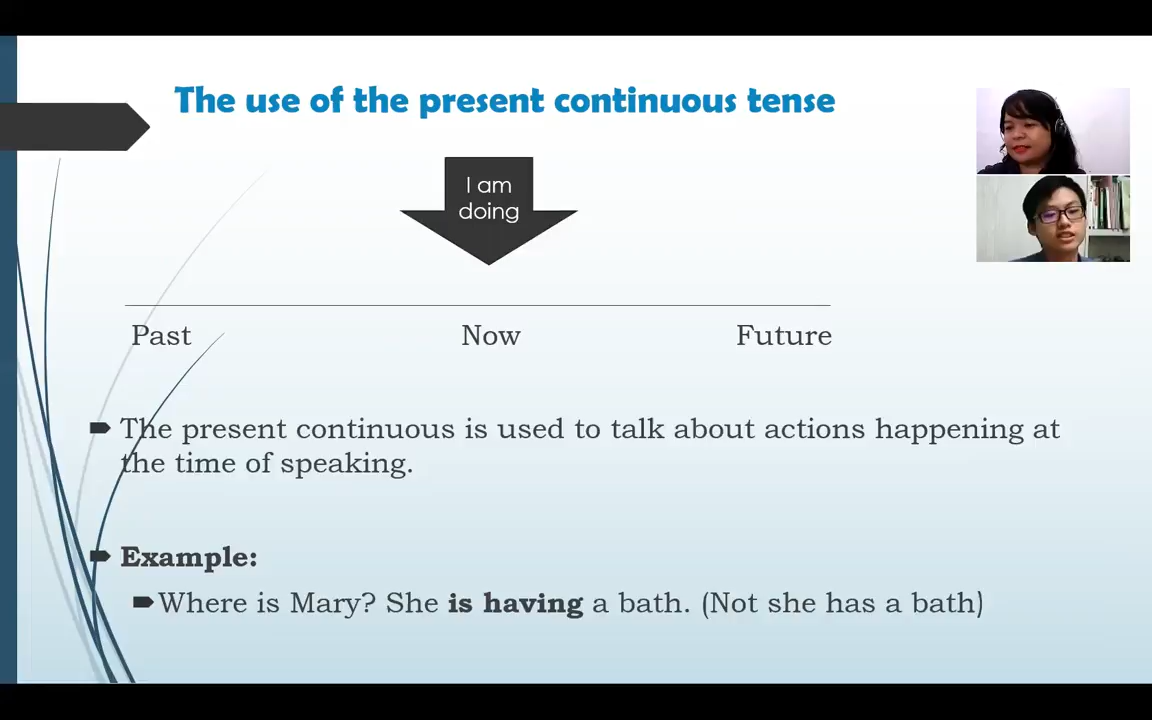 The use of the present continuous tense
I am
doing
Past Now Future
The present continuous is used to talk about actions happening at
the time of speaking.
Example:
Where is Mary? She is having a bath. (Not she has a bath)